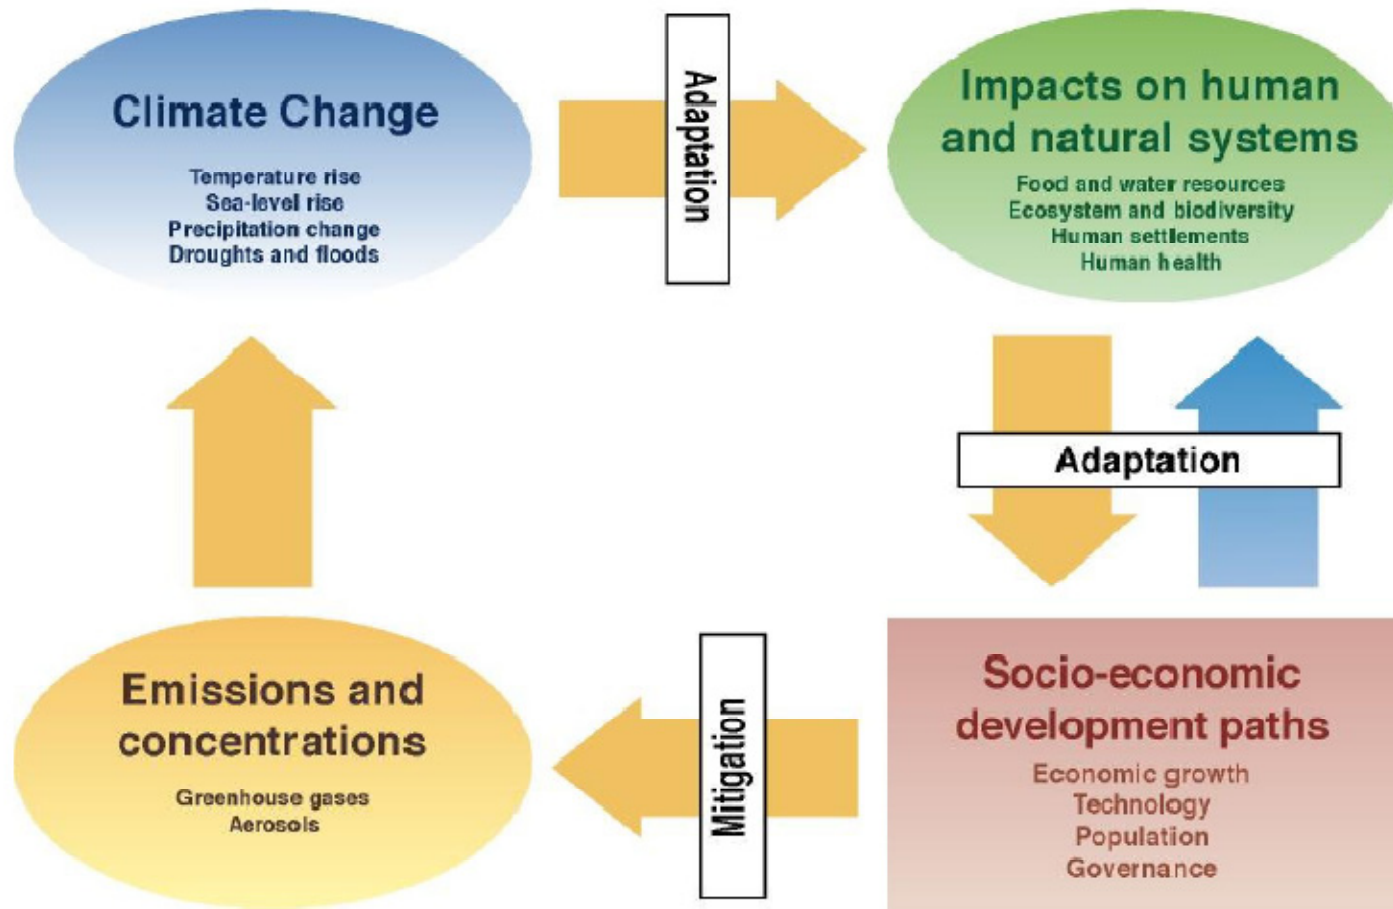 Climate Change
Temperature rise
Sea-level rise
Precipitation change
Droughts and floods
Adaptation
Impacts on human
and natural systems
Food and water resources
Ecosystem and biodiversity
Human settlements
Human health
Adaptation
Emissions and
concentrations
Greenhouse gases
Aerosols
Mitigation
Socio-economic
development paths
Economic growth
Technology
Population
Governance